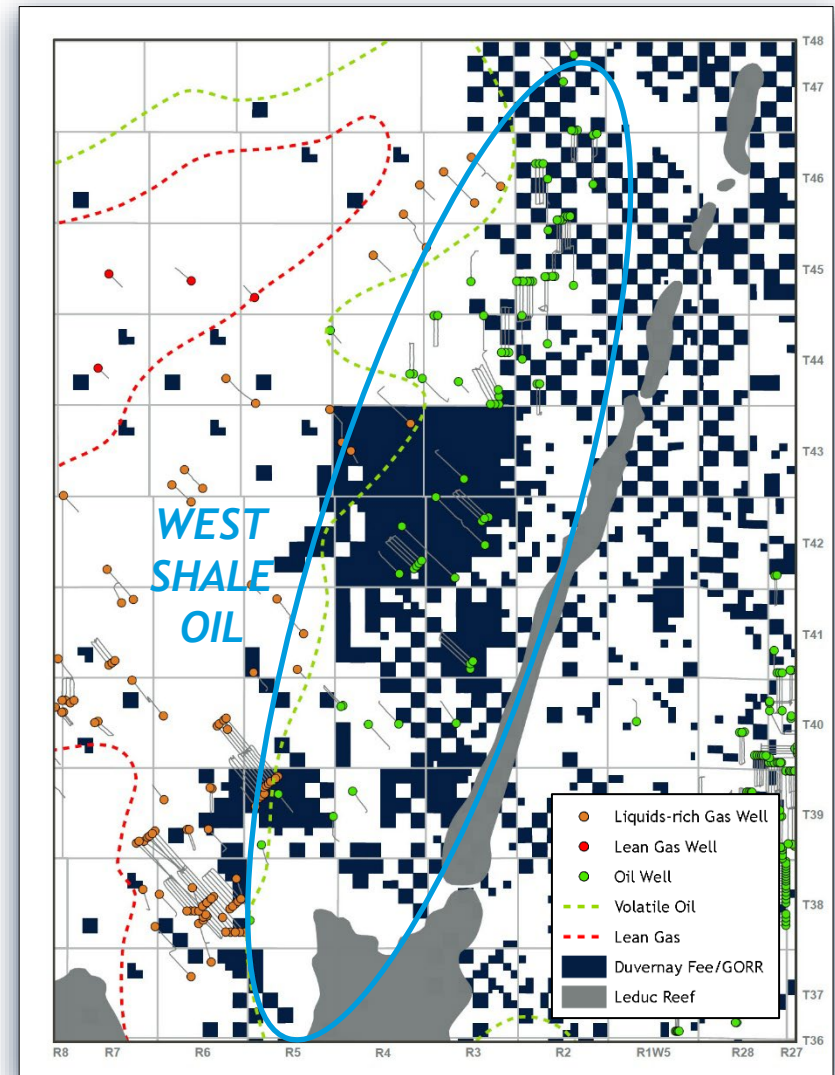 T48
T47
T46
T45
T44
T43
WEST
SHALE
OIL
T42
T41
T40
T39
T38
T37
T36
Liquids-rich Gas Well
Lean Gas Well
Oil Well
Volatile Oil
Lean Gas
Duvernay Fee/GORR
Leduc Reef
R8 R7 R6 R5 R4 R3 R2 R1W5 R28 R27